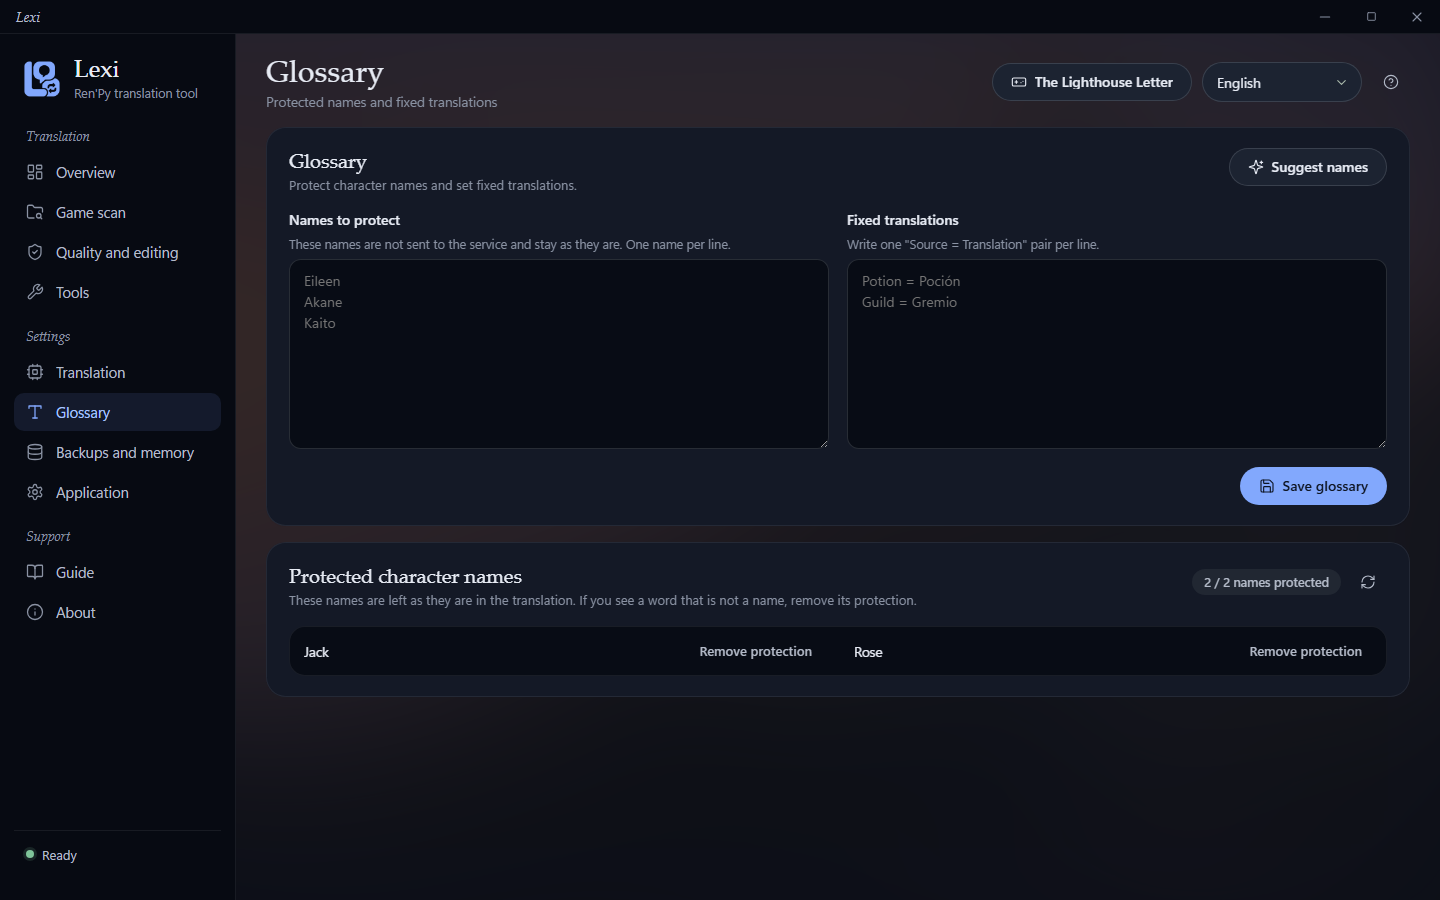 Lexi
Lexi
Ren'Py translation tool
Translation
Overview
Game scan
Quality and editing
Tools
Settings
Translation
Glossary
Backups and memory
Application
Support
Guide
About
Ready
Glossary
Protected names and fixed translations
The Lighthouse Letter
English
Glossary
Protect character names and set fixed translations.
Suggest names
Names to protect
These names are not sent to the service and stay as they are. One name per line.
Eileen
Akane
Kaito
Fixed translations
Write one "Source = Translation" pair per line.
Potion = Poción
Guild = Gremio
Save glossary
Protected character names
These names are left as they are in the translation. If you see a word that is not a name, remove its protection.
2 / 2 names protected
Jack
Remove protection
Rose
Remove protection